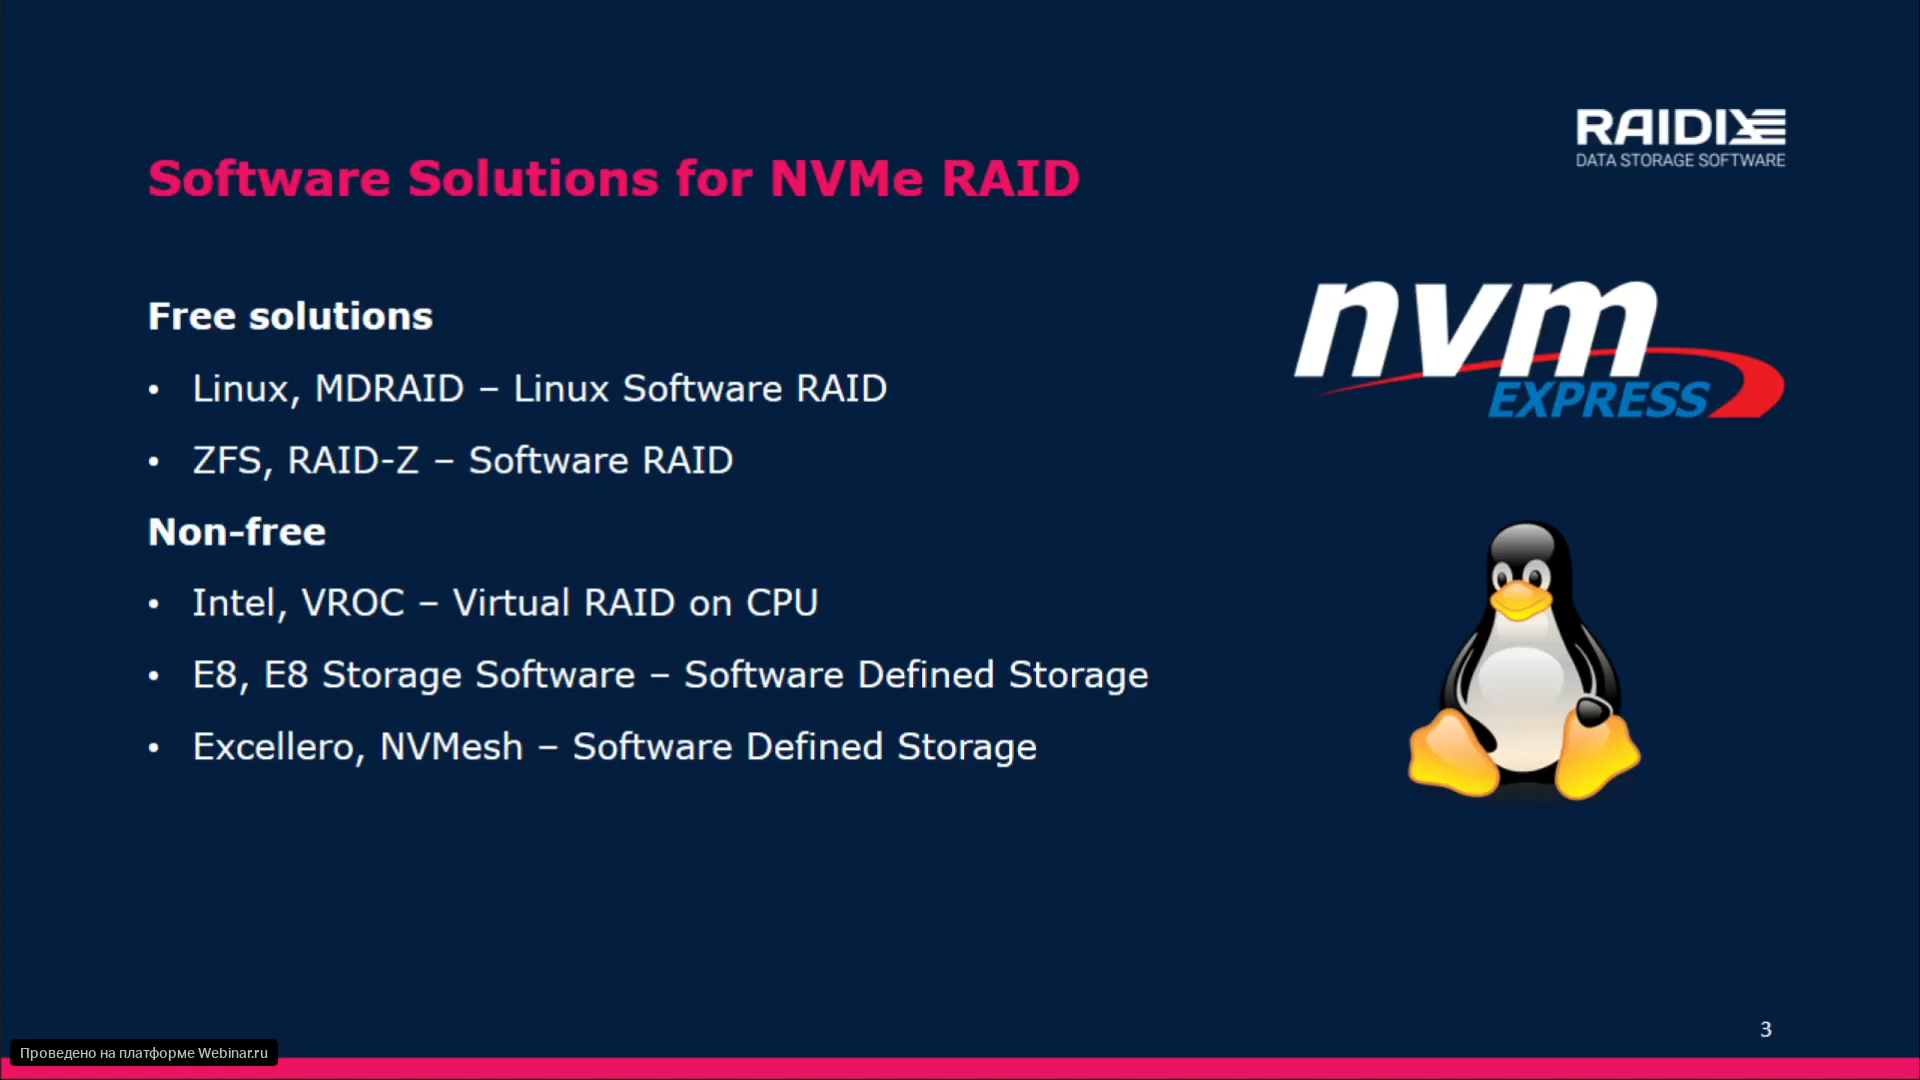 RAIDIX
DATA STORAGE SOFTWARE
Software Solutions for NVMe RAID
Free solutions
• Linux, MDRAID – Linux Software RAID
• ZFS, RAID-Z – Software RAID
Non-free
• Intel, VROC – Virtual RAID on CPU
• E8, E8 Storage Software – Software Defined Storage
• Excellero, NVMesh – Software Defined Storage
nvm
EXPRESS
3
Проведено на платформе Webinar.ru